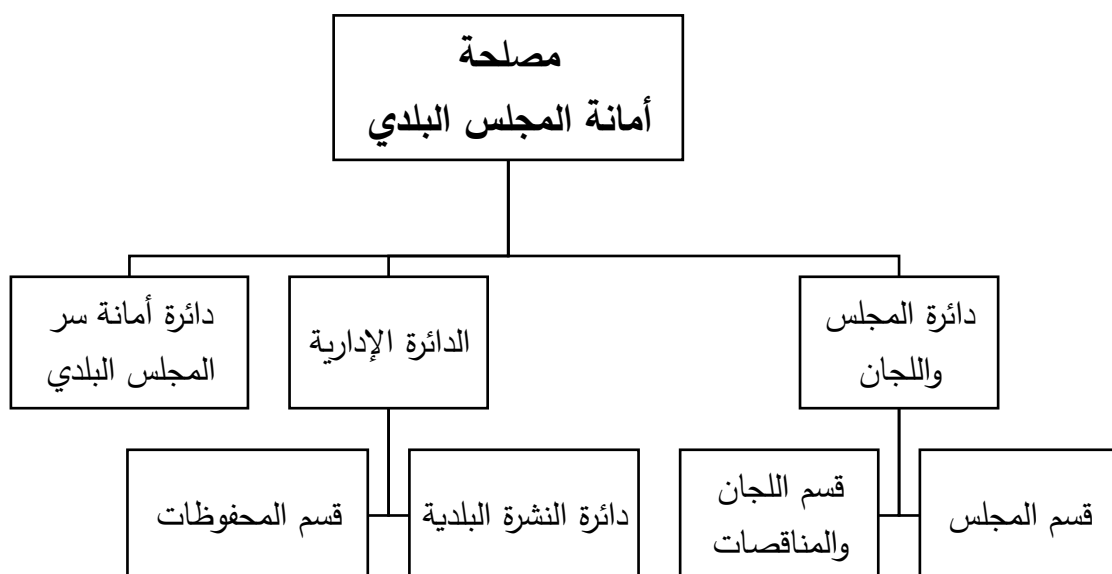 مصلحة
أمانة المجلس البلدي
دائرة المجلس
واللجان
الدائرة الإدارية
دائرة أمانة سر
المجلس البلدي
قسم المجلس
قسم اللجان
والمناقصات
دائرة النشرة البلدية
قسم المحفوظات